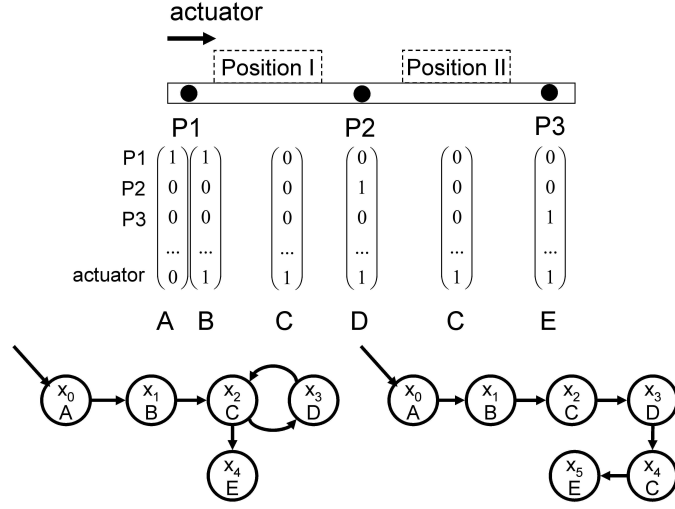 actuator
Position I Position II
P1 P2 P3
P1 1 1 0 0 0 0
P2 0 0 0 1 0 0
P3 0 0 0 0 0 1
... ... ... ... ... ...
actuator 0 1 1 1 1 1
A B C D C E
x0 x1 x2 x3 x0 x1 x2 x3
A B C D A B C D
x4 x5 x4
E E C